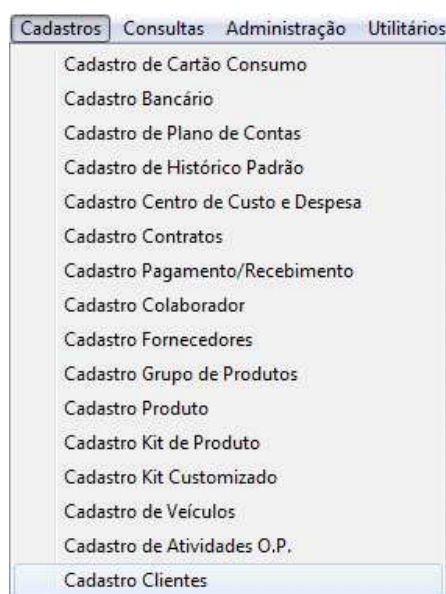 Cadastros Consultas Administração Utilitários
Cadastro de Cartão Consumo
Cadastro Bancário
Cadastro de Plano de Contas
Cadastro de Histórico Padrão
Cadastro Centro de Custo e Despesa
Cadastro Contratos
Cadastro Pagamento/Recebimento
Cadastro Colaborador
Cadastro Fornecedores
Cadastro Grupo de Produtos
Cadastro Produto
Cadastro Kit de Produto
Cadastro Kit Customizado
Cadastro de Veículos
Cadastro de Atividades O.P.
Cadastro Clientes